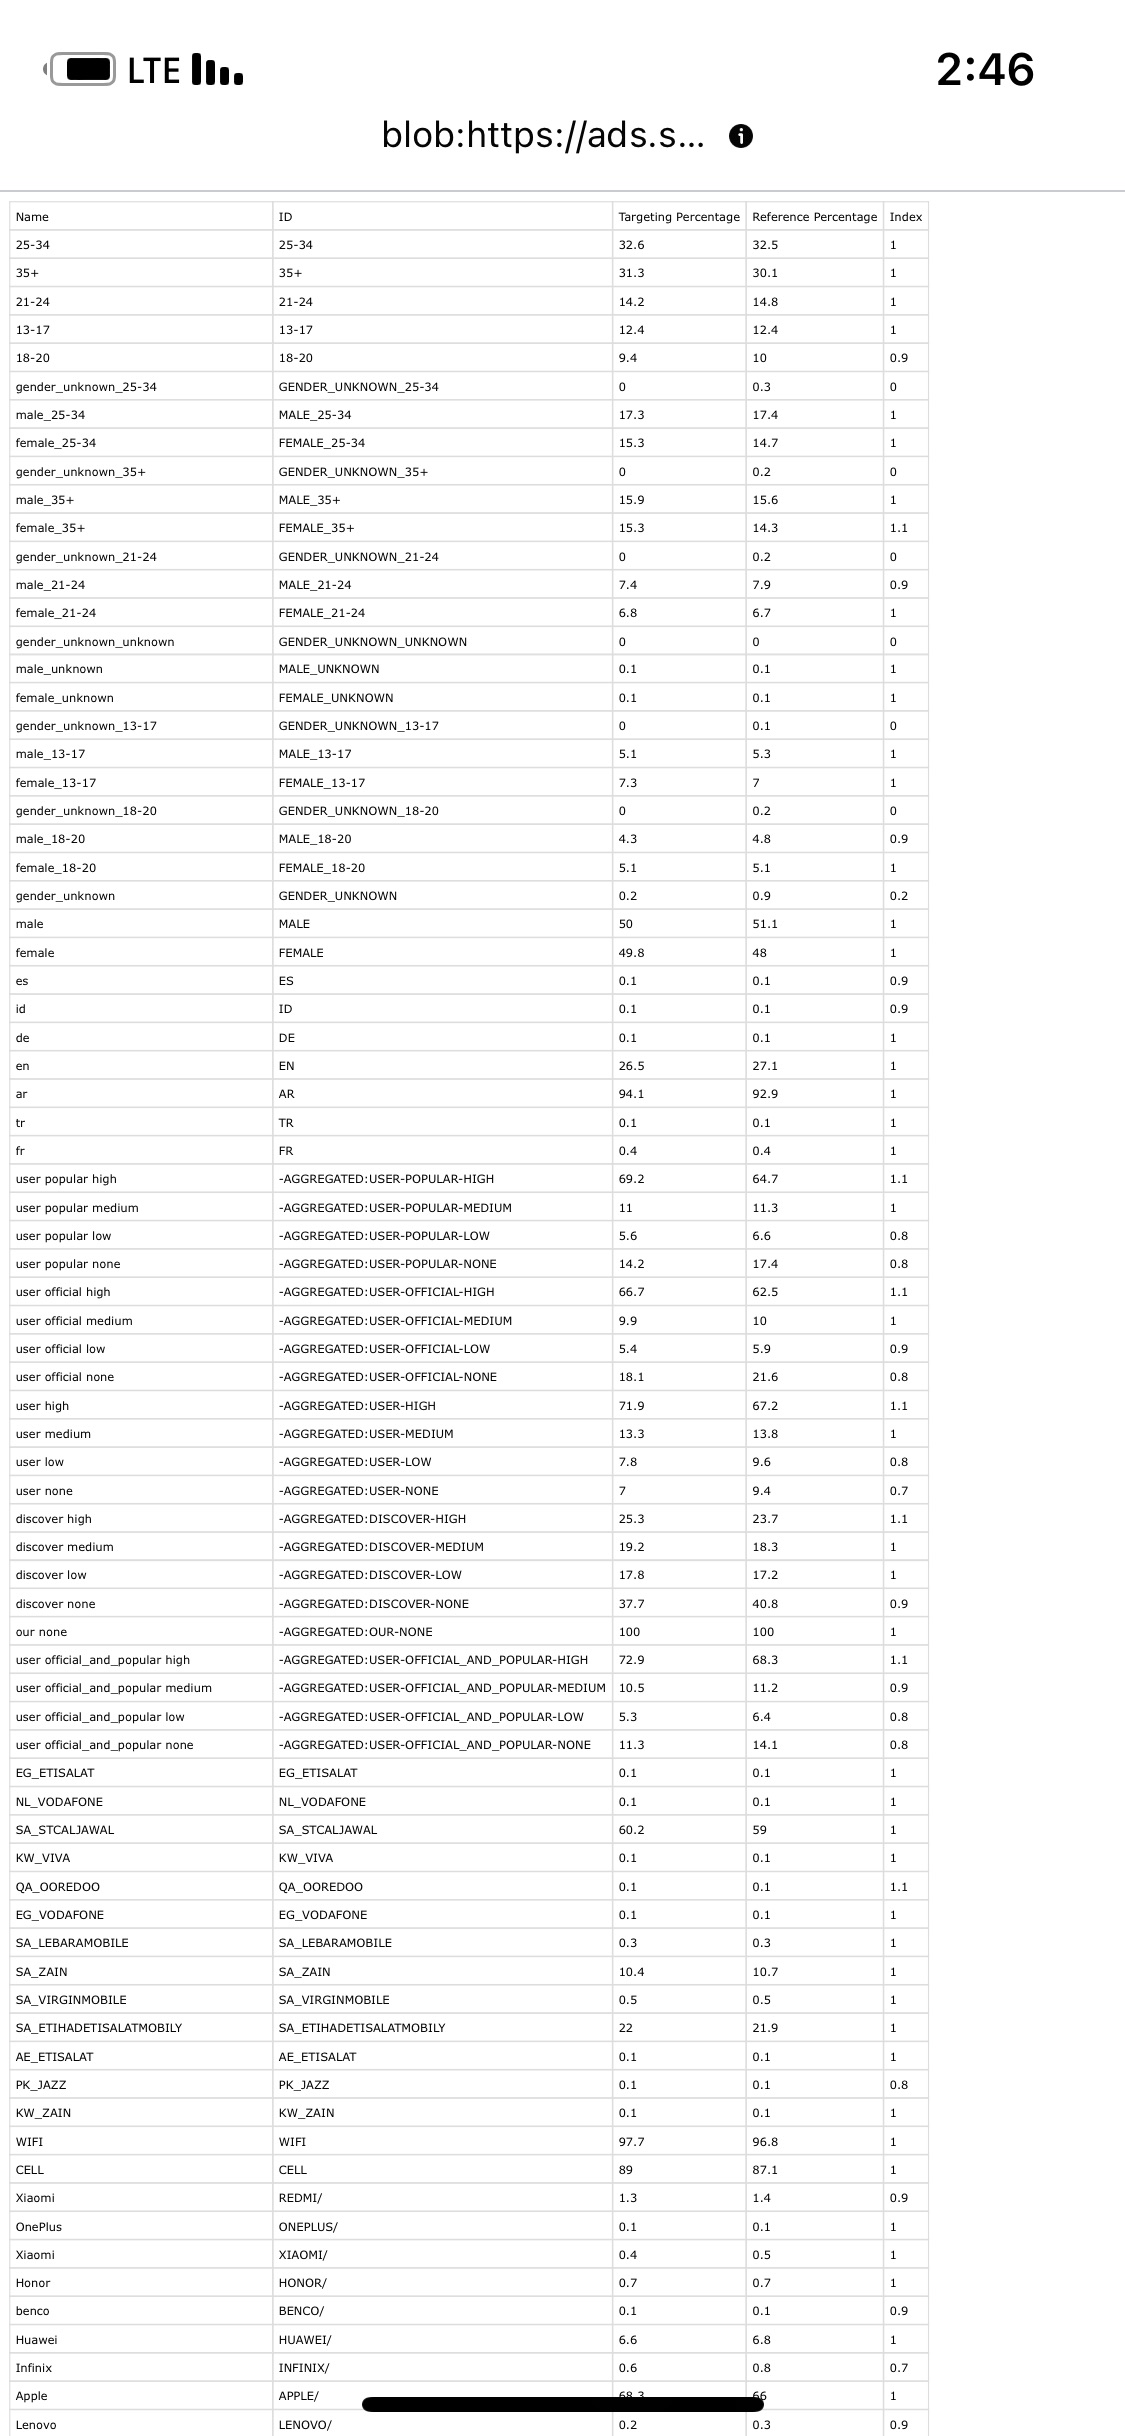 LTE
2:46
blob:https://ads.s...
Name ID Targeting Percentage Reference Percentage Index
25-34 25-34 32.6 32.5 1
35+ 35+ 31.3 30.1 1
21-24 21-24 14.2 14.8 1
13-17 13-17 12.4 12.4 1
18-20 18-20 9.4 10 0.9
gender_unknown_25-34 GENDER_UNKNOWN_25-34 0 0.3 0
male_25-34 MALE_25-34 17.3 17.4 1
female_25-34 FEMALE_25-34 15.3 14.7 1
gender_unknown_35+ GENDER_UNKNOWN_35+ 0 0.2 0
male_35+ MALE_35+ 15.9 15.6 1
female_35+ FEMALE_35+ 15.3 14.3 1.1
gender_unknown_21-24 GENDER_UNKNOWN_21-24 0 0.2 0
male_21-24 MALE_21-24 7.4 7.9 0.9
female_21-24 FEMALE_21-24 6.8 6.7 1
gender_unknown_unknown GENDER_UNKNOWN_UNKNOWN 0 0 0
male_unknown MALE_UNKNOWN 0.1 0.1 1
female_unknown FEMALE_UNKNOWN 0.1 0.1 1
gender_unknown_13-17 GENDER_UNKNOWN_13-17 0 0.1 0
male_13-17 MALE_13-17 5.1 5.3 1
female_13-17 FEMALE_13-17 7.3 7 1
gender_unknown_18-20 GENDER_UNKNOWN_18-20 0 0.2 0
male_18-20 MALE_18-20 4.3 4.8 0.9
female_18-20 FEMALE_18-20 5.1 5.1 1
gender_unknown GENDER_UNKNOWN 0.2 0.9 0.2
male MALE 50 51.1 1
female FEMALE 49.8 48 1
es ES 0.1 0.1 0.9
id ID 0.1 0.1 0.9
de DE 0.1 0.1 1
en EN 26.5 27.1 1
ar AR 94.1 92.9 1
tr TR 0.1 0.1 1
fr FR 0.4 0.4 1
user popular high -AGGREGATED:USER-POPULAR-HIGH 69.2 64.7 1.1
user popular medium -AGGREGATED:USER-POPULAR-MEDIUM 11 11.3 1
user popular low -AGGREGATED:USER-POPULAR-LOW 5.6 6.6 0.8
user popular none -AGGREGATED:USER-POPULAR-NONE 14.2 17.4 0.8
user official high -AGGREGATED:USER-OFFICIAL-HIGH 66.7 62.5 1.1
user official medium -AGGREGATED:USER-OFFICIAL-MEDIUM 9.9 10 1
user official low -AGGREGATED:USER-OFFICIAL-LOW 5.4 5.9 0.9
user official none -AGGREGATED:USER-OFFICIAL-NONE 18.1 21.6 0.8
user high -AGGREGATED:USER-HIGH 71.9 67.2 1.1
user medium -AGGREGATED:USER-MEDIUM 13.3 13.8 1
user low -AGGREGATED:USER-LOW 7.8 9.6 0.8
user none -AGGREGATED:USER-NONE 7 9.4 0.7
discover high -AGGREGATED:DISCOVER-HIGH 25.3 23.7 1.1
discover medium -AGGREGATED:DISCOVER-MEDIUM 19.2 18.3 1
discover low -AGGREGATED:DISCOVER-LOW 17.8 17.2 1
discover none -AGGREGATED:DISCOVER-NONE 37.7 40.8 0.9
our none -AGGREGATED:OUR-NONE 100 100 1
user official_and_popular high -AGGREGATED:USER-OFFICIAL_AND_POPULAR-HIGH 72.9 68.3 1.1
user official_and_popular medium -AGGREGATED:USER-OFFICIAL_AND_POPULAR-MEDIUM 10.5 11.2 0.9
user official_and_popular low -AGGREGATED:USER-OFFICIAL_AND_POPULAR-LOW 5.3 6.4 0.8
user official_and_popular none -AGGREGATED:USER-OFFICIAL_AND_POPULAR-NONE 11.3 14.1 0.8
EG_ETISALAT EG_ETISALAT 0.1 0.1 1
NL_VODAFONE NL_VODAFONE 0.1 0.1 1
SA_STCALJAWAL SA_STCALJAWAL 60.2 59 1
KW_VIVA KW_VIVA 0.1 0.1 1
QA_OOREDOO QA_OOREDOO 0.1 0.1 1.1
EG_VODAFONE EG_VODAFONE 0.1 0.1 1
SA_LEBARAMOBILE SA_LEBARAMOBILE 0.3 0.3 1
SA_ZAIN SA_ZAIN 10.4 10.7 1
SA_VIRGINMOBILE SA_VIRGINMOBILE 0.5 0.5 1
SA_ETIHADETISALATMOBILY SA_ETIHADETISALATMOBILY 22 21.9 1
AE_ETISALAT AE_ETISALAT 0.1 0.1 1
PK_JAZZ PK_JAZZ 0.1 0.1 0.8
KW_ZAIN KW_ZAIN 0.1 0.1 1
WIFI WIFI 97.7 96.8 1
CELL CELL 89 87.1 1
Xiaomi REDMI/ 1.3 1.4 0.9
OnePlus ONEPLUS/ 0.1 0.1 1
Xiaomi XIAOMI/ 0.4 0.5 1
Honor HONOR/ 0.7 0.7 1
benco BENCO/ 0.1 0.1 0.9
Huawei HUAWEI/ 6.6 6.8 1
Infinix INFINIX/ 0.6 0.8 0.7
Apple APPLE/ 68.3 66 1
Lenovo LENOVO/ 0.2 0.3 0.9